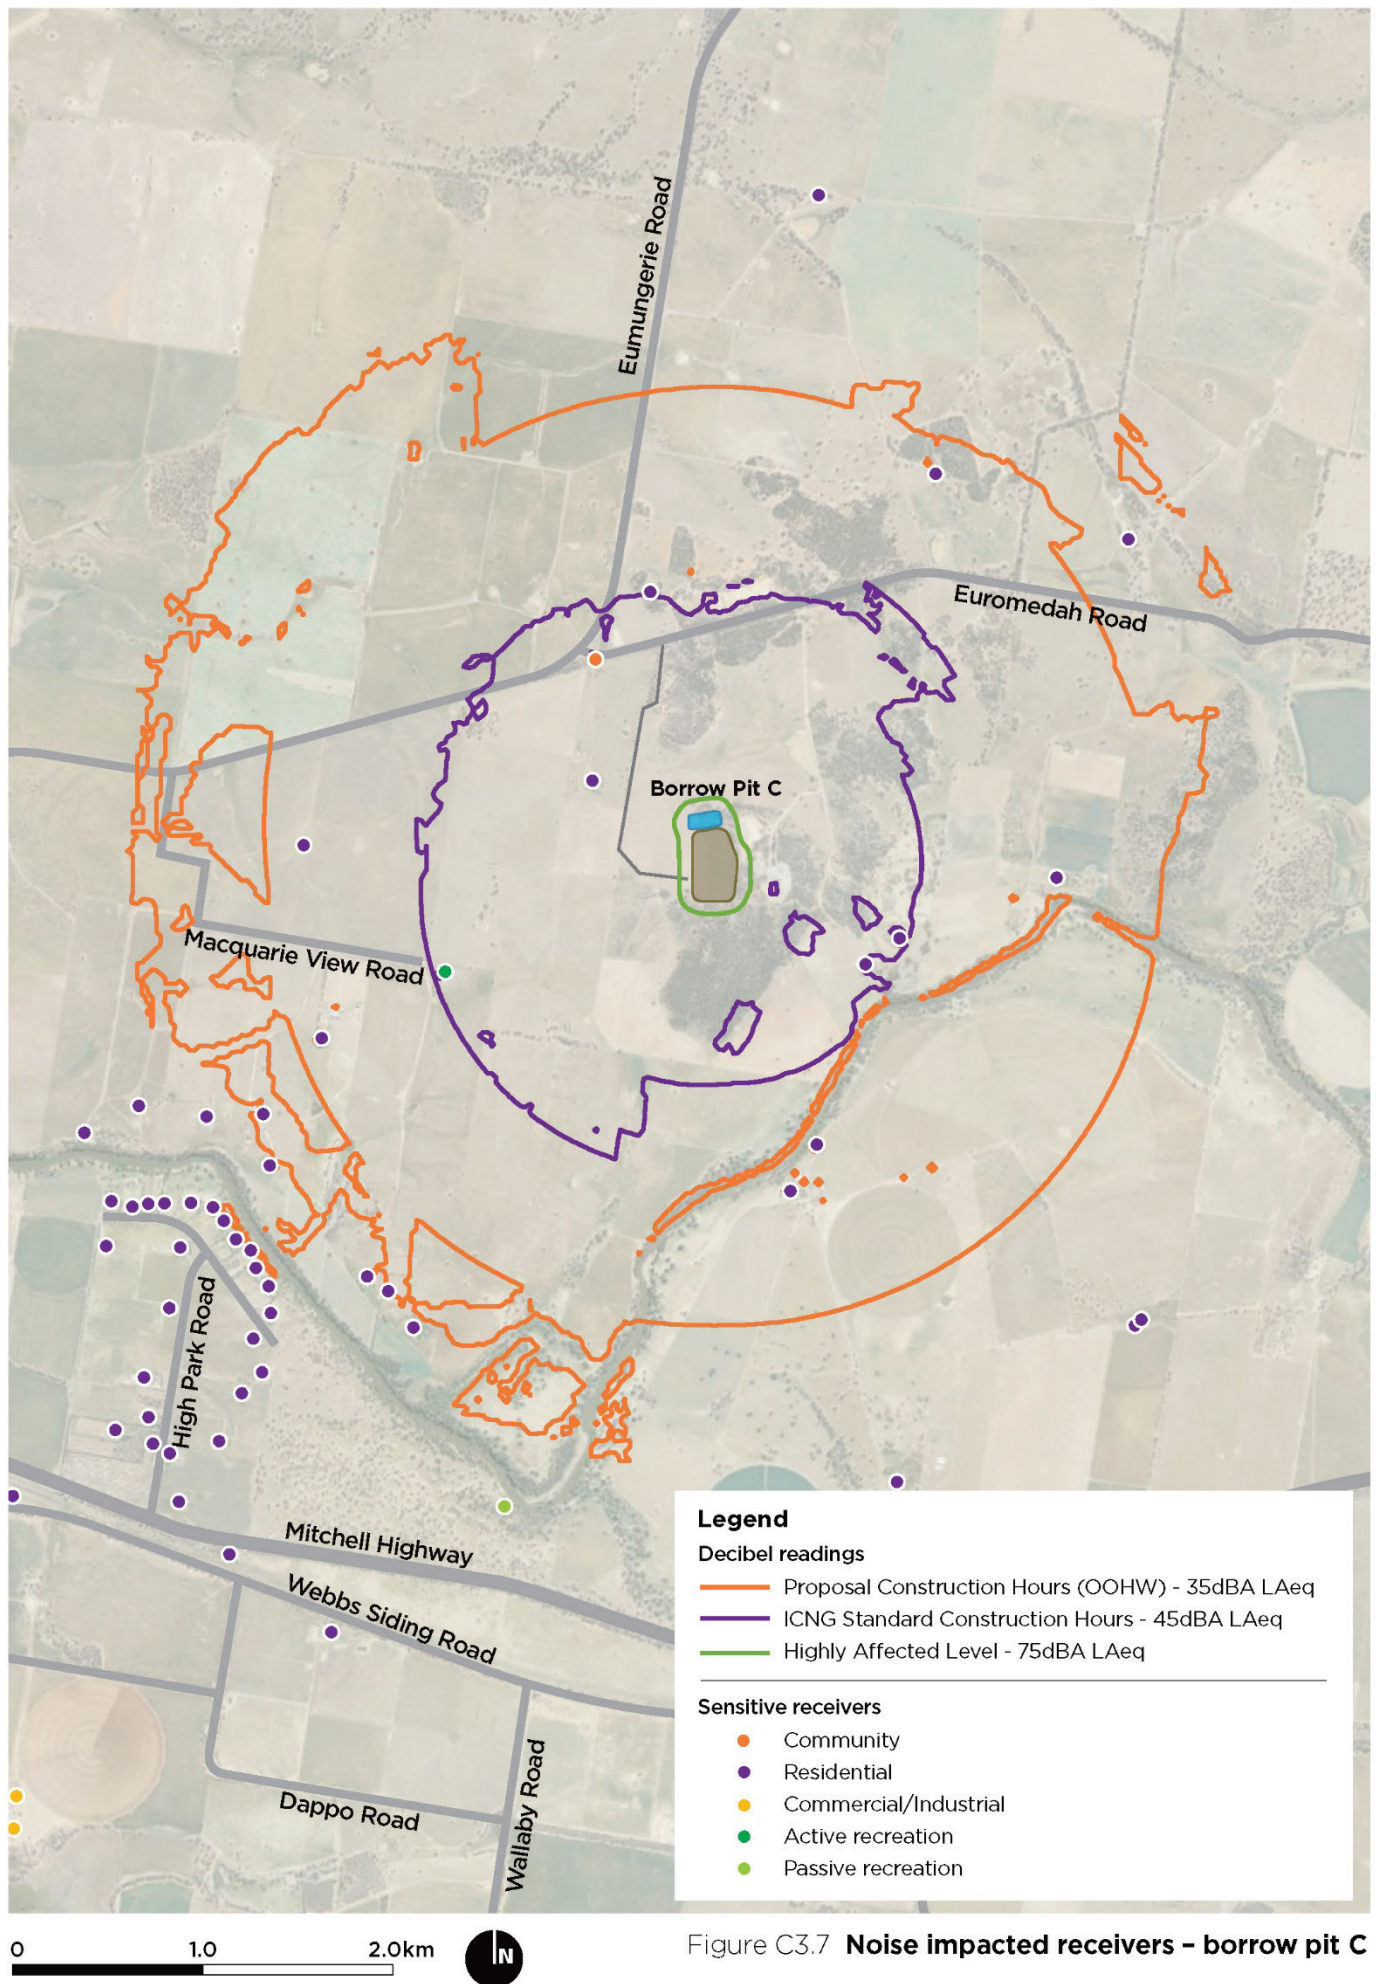 Eumungerie Road
Euromedah Road
Borrow Pit C
Macquarie View Road
High Park Road
Mitchell Highway
Webbs Siding Road
Dappo Road
Wallaby Road
Legend
Decibel readings
Proposal Construction Hours (OOHW) - 35dBA LAeq
ICNG Standard Construction Hours - 45dBA LAeq
Highly Affected Level - 75dBA LAeq
Sensitive receivers
Community
Residential
Commercial/Industrial
Active recreation
Passive recreation
0 1.0 2.0km
N
Figure C3.7 Noise impacted receivers – borrow pit C